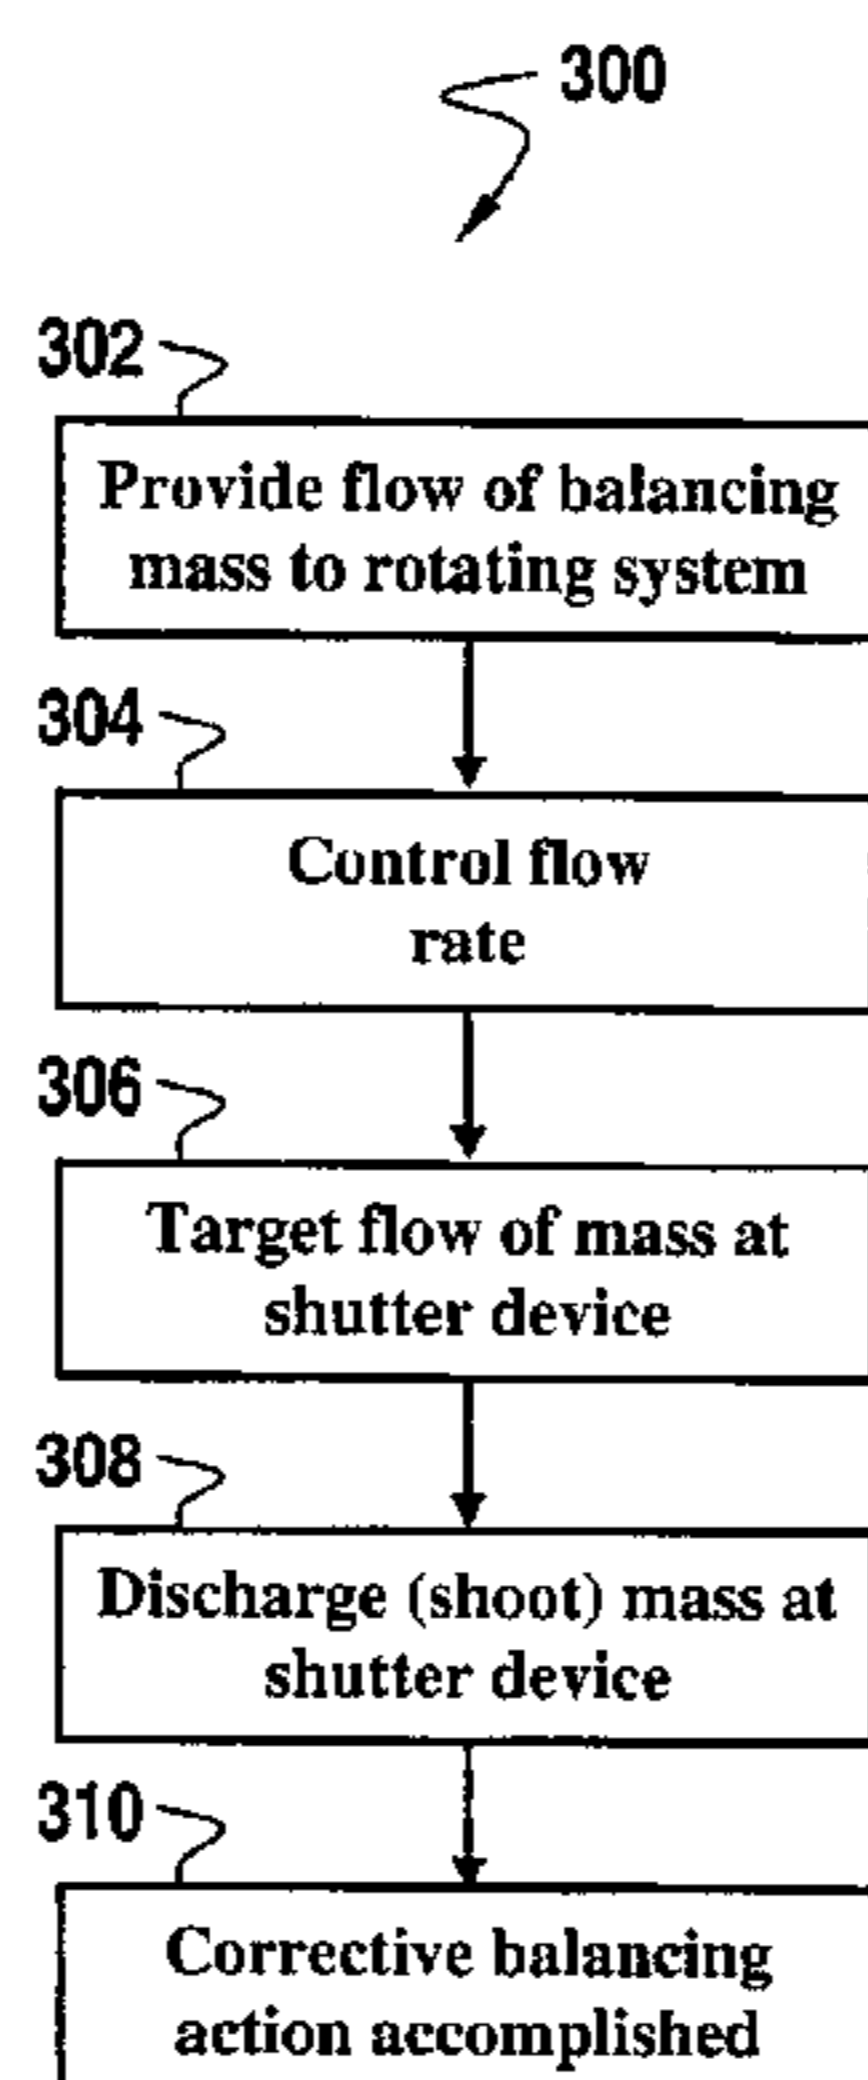 300
302
Provide flow of balancing
mass to rotating system
304
Control flow
rate
306
Target flow of mass at
shutter device
308
Discharge (shoot) mass at
shutter device
310
Corrective balancing
action accomplished